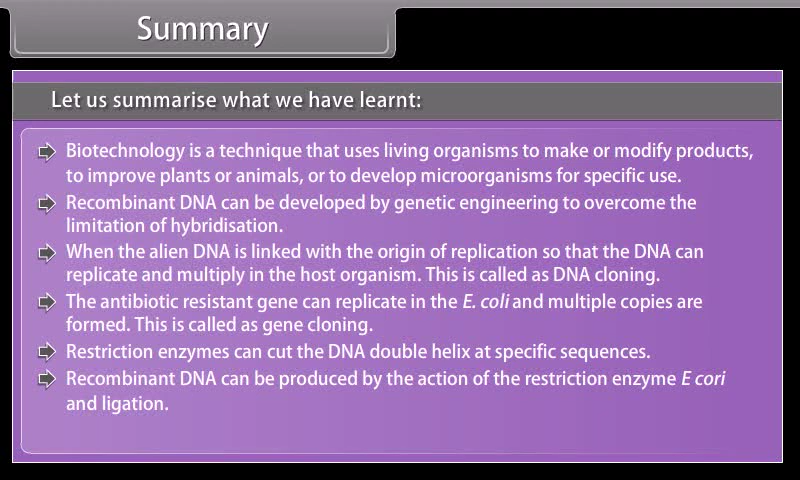 Summary
Let us summarise what we have learnt:
Biotechnology is a technique that uses living organisms to make or modify products,
to improve plants or animals, or to develop microorganisms for specific use.
Recombinant DNA can be developed by genetic engineering to overcome the
limitation of hybridisation.
When the alien DNA is linked with the origin of replication so that the DNA can
replicate and multiply in the host organism. This is called as DNA cloning.
The antibiotic resistant gene can replicate in the E. coli and multiple copies are
formed. This is called as gene cloning.
Restriction enzymes can cut the DNA double helix at specific sequences.
Recombinant DNA can be produced by the action of the restriction enzyme E cori
and ligation.